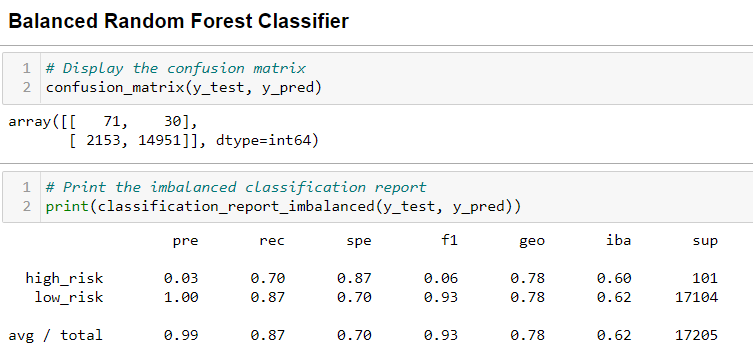 Balanced Random Forest Classifier
1 # Display the confusion matrix
2 confusion_matrix(y_test, y_pred)
array([[   71,    30],
       [ 2153, 14951]], dtype=int64)
1 # Print the imbalanced classification report
2 print(classification_report_imbalanced(y_test, y_pred))
pre rec spe f1 geo iba sup
high_risk 0.03 0.70 0.87 0.06 0.78 0.60 101
low_risk 1.00 0.87 0.70 0.93 0.78 0.62 17104
avg / total 0.99 0.87 0.70 0.93 0.78 0.62 17205